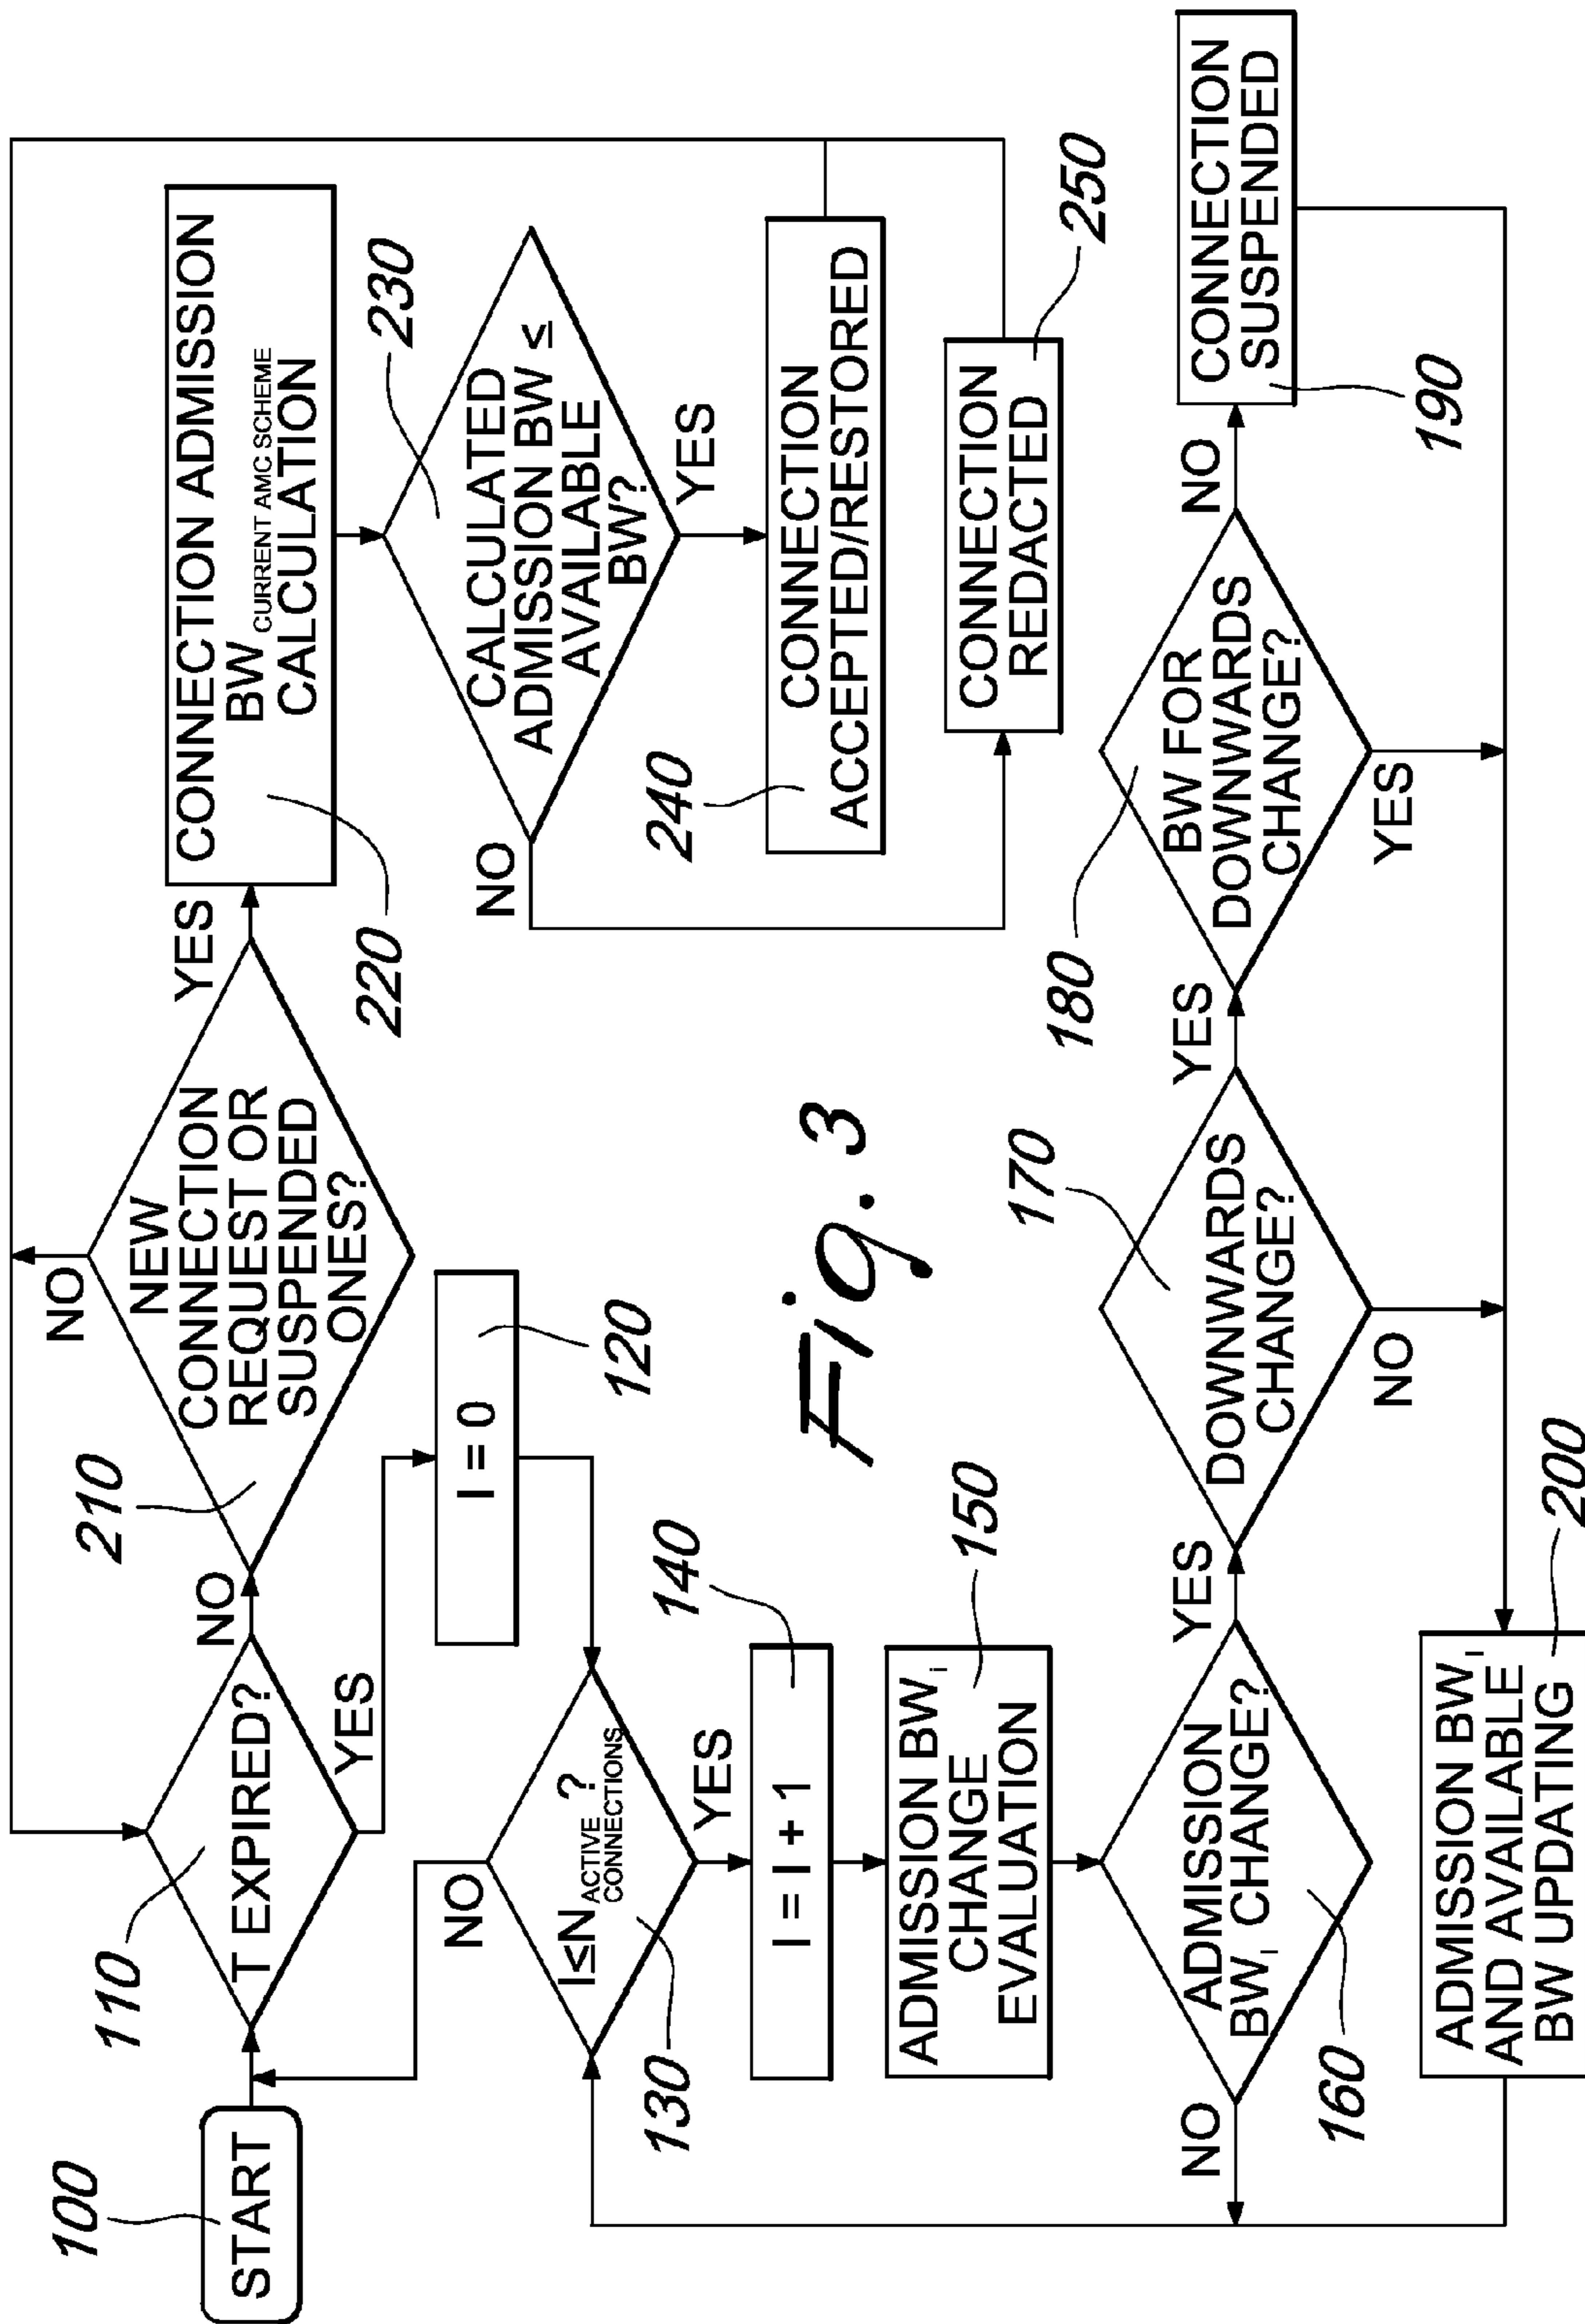 100
START
110
T EXPIRED?
NO
YES
210
NEW
CONNECTION
REQUEST OR
SUSPENDED
ONES?
NO
YES
220
CONNECTION ADMISSION
BW CURRENT AMC SCHEME
CALCULATION
230
CALCULATED
ADMISSION BW ≤
AVAILABLE
BW?
NO
YES
240
CONNECTION
ACCEPTED/RESTORED
CONNECTION
REDACTED
250
I = 0
120
130
I≤N ACTIVE CONNECTIONS ?
NO
YES
140
I = I + 1
150
ADMISSION BWi
CHANGE
EVALUATION
160
ADMISSION
BWi CHANGE?
NO
YES
170
DOWNWARDS
CHANGE?
NO
YES
180
BW FOR
DOWNWARDS
CHANGE?
YES
NO
190
CONNECTION
SUSPENDED
ADMISSION BWi
AND AVAILABLE
BW UPDATING
200
Fig. 3